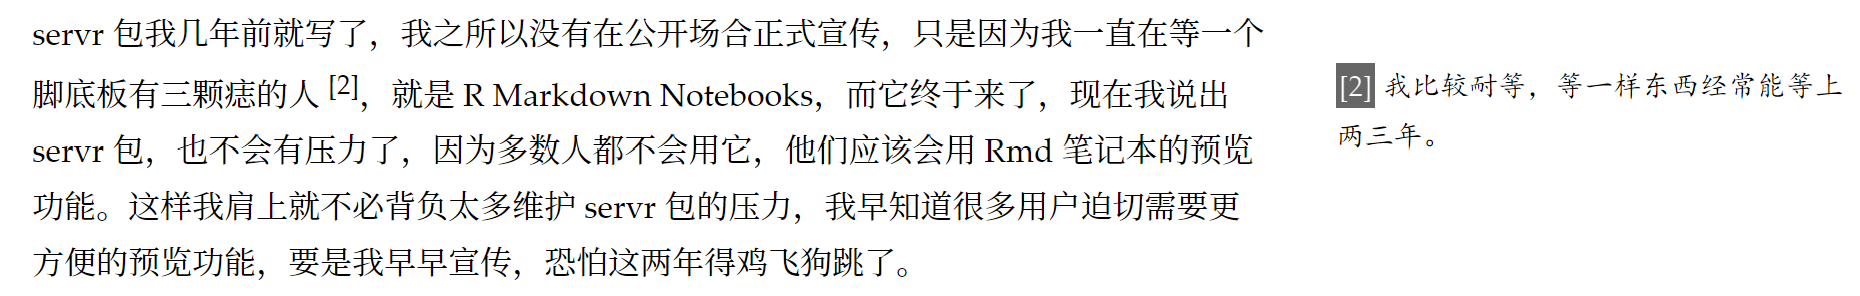 servr 包我几年前就写了，我之所以没有在公开场合正式宣传，只是因为我一直在等一个
脚底板有三颗痣的人 [2]，就是 R Markdown Notebooks，而它终于来了，现在我说出
servr 包，也不会有压力了，因为多数人都不会用它，他们应该会用 Rmd 笔记本的预览
功能。这样我肩上就不必背负太多维护 servr 包的压力，我早知道很多用户迫切需要更
方便的预览功能，要是我早早宣传，恐怕这两年得鸡飞狗跳了。
[2] 我比较耐等，等一样东西经常能等上
两三年。